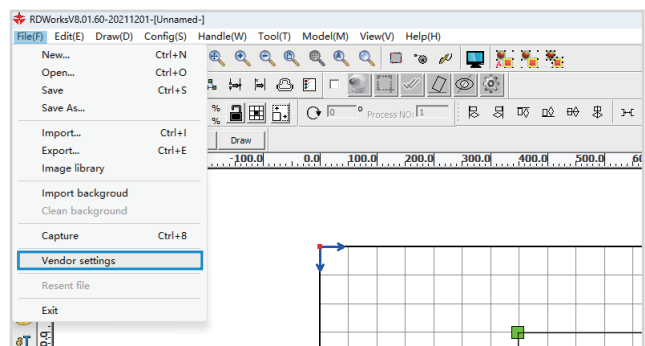 RDWorksV8.01.60-20211201-[Unnamed-]
File(F) Edit(E) Draw(D) Config(S) Handle(W) Tool(T) Model(M) View(V) Help(H)
New... Ctrl+N
Open... Ctrl+O
Save Ctrl+S
Save As...
% % 0 ° Process NO: 1
Import... Ctrl+I
Export... Ctrl+E
Draw
Image library
-100.0 0.0 100.0 200.0 300.0 400.0 500.0
Import backgroud
Clean background
Capture Ctrl+8
Vendor settings
Resent file
Exit